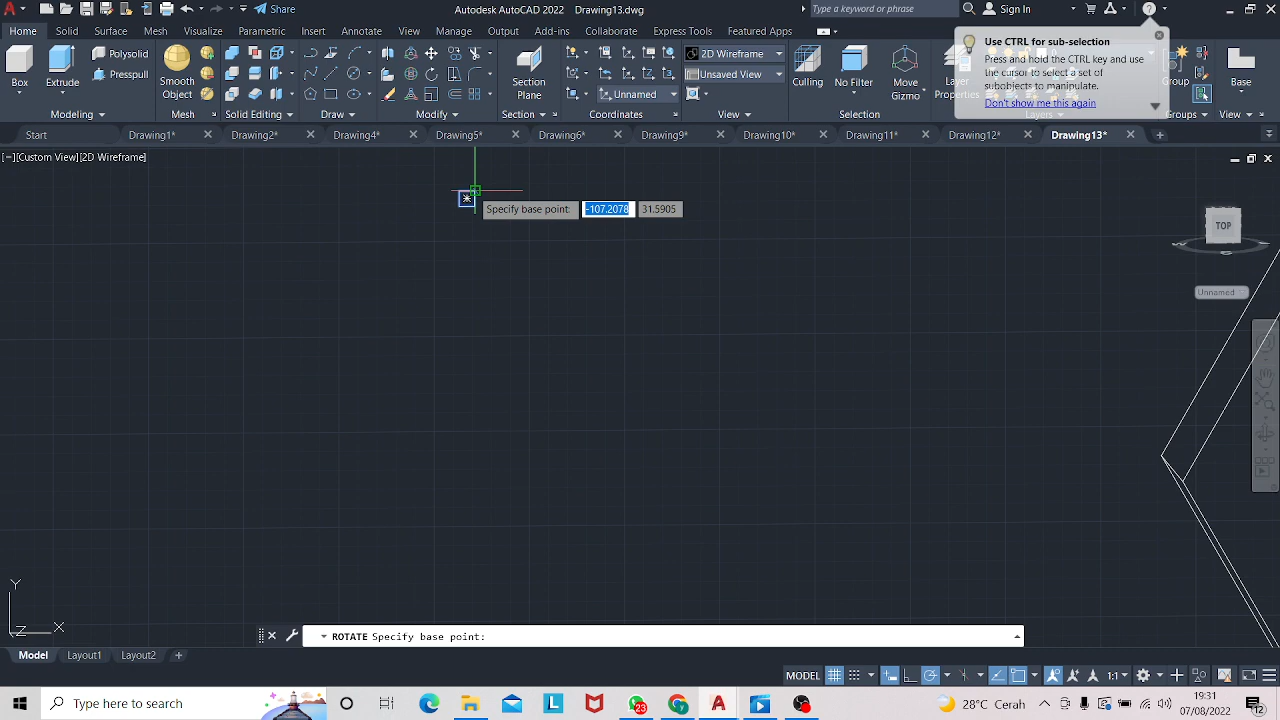 Share
Autodesk AutoCAD 2022
Drawing13.dwg
Type a keyword or phrase
Sign In
Home
Solid
Surface
Mesh
Visualize
Parametric
Insert
Annotate
View
Manage
Output
Add-ins
Collaborate
Express Tools
Featured Apps
Box
Extrude
Polysolid
Presspull
Smooth
Object
Section
Plane
Unnamed
2D Wireframe
Unsaved View
Culling
No Filter
Move
Gizmo
Layer
Properties
Group
Base
Modeling
Mesh
Solid Editing
Draw
Modify
Section
Coordinates
View
Selection
Layers
Groups
View
Use CTRL for sub-selection
Press and hold the CTRL key and use
the cursor to select a set of
subobjects to manipulate.
Don't show me this again
Start
Drawing1*
Drawing2*
Drawing4*
Drawing5*
Drawing6*
Drawing9*
Drawing10*
Drawing11*
Drawing12*
Drawing13*
[−][Custom View][2D Wireframe]
Specify base point:
-107.2078
31.5905
TOP
Unnamed
Y
Z
X
ROTATE Specify base point:
Model
Layout1
Layout2
MODEL
1:1
Type here to search
L
23
A
28°C Cerah
19:31
07/08/2022
12